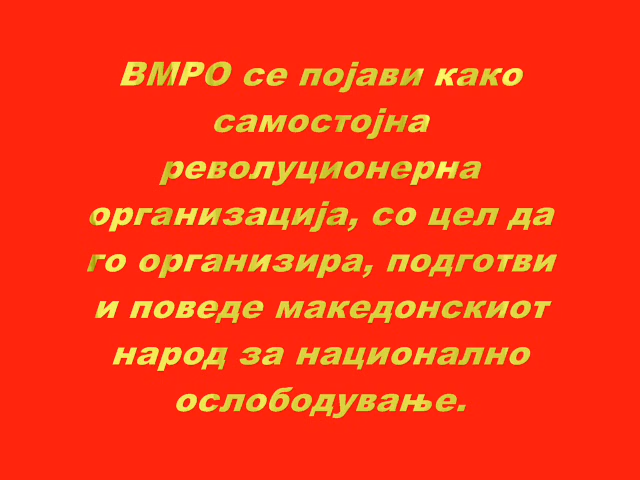 ВМРО се појави како
самостојна
револуционерна
организација, со цел да
го организира, подготви
и поведе македонскиот
народ за национално
ослободување.